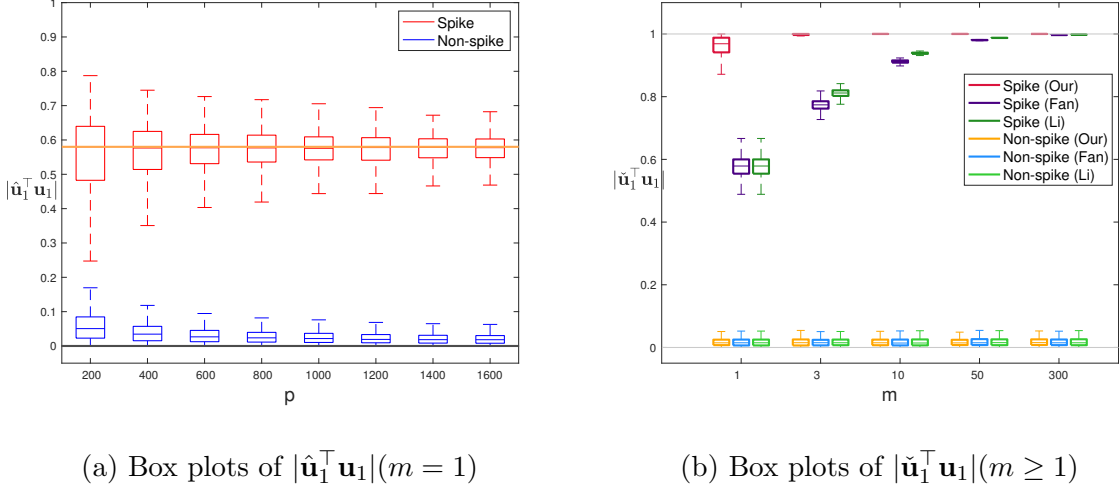 Spike
Non-spike
0.9
0.8
0.7
0.6
0.5
0.4
0.3
0.2
0.1
0
1
|û₁⊤u₁|
200 400 600 800 1000 1200 1400 1600
p
(a) Box plots of |û₁⊤u₁|(m = 1)
1
0.8
0.6
0.4
0.2
0
|ǔ₁⊤u₁|
Spike (Our)
Spike (Fan)
Spike (Li)
Non-spike (Our)
Non-spike (Fan)
Non-spike (Li)
1 3 10 50 300
m
(b) Box plots of |ǔ₁⊤u₁|(m ≥ 1)